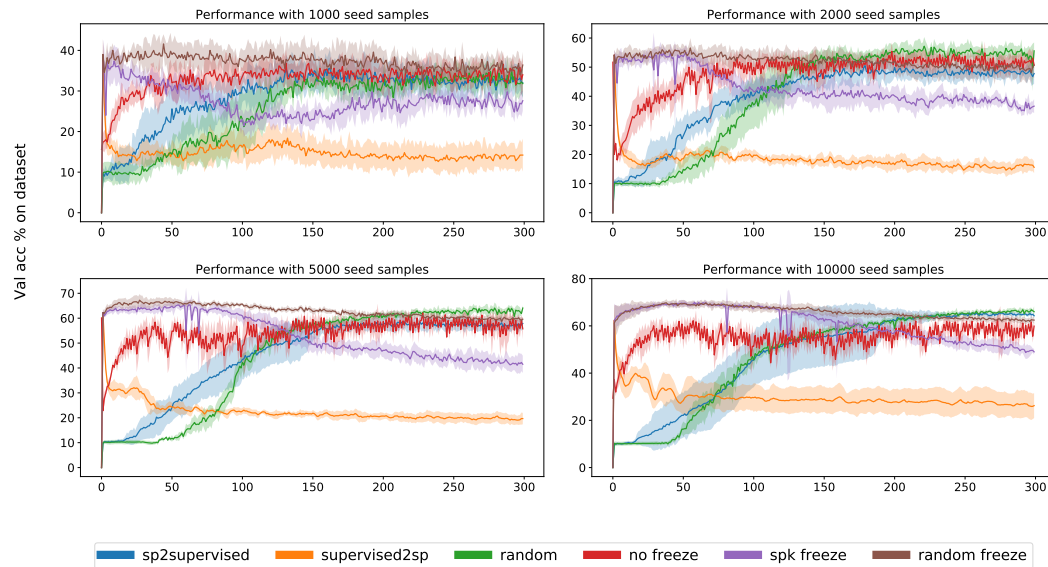 Performance with 1000 seed samples
Performance with 2000 seed samples
40
30
20
10
0
0 50 100 150 200 250 300
60
50
40
30
20
10
0
0 50 100 150 200 250 300
Val acc % on dataset
Performance with 5000 seed samples
Performance with 10000 seed samples
70
60
50
40
30
20
10
0
0 50 100 150 200 250 300
80
60
40
20
0
0 50 100 150 200 250 300
sp2supervised supervised2sp random no freeze spk freeze random freeze